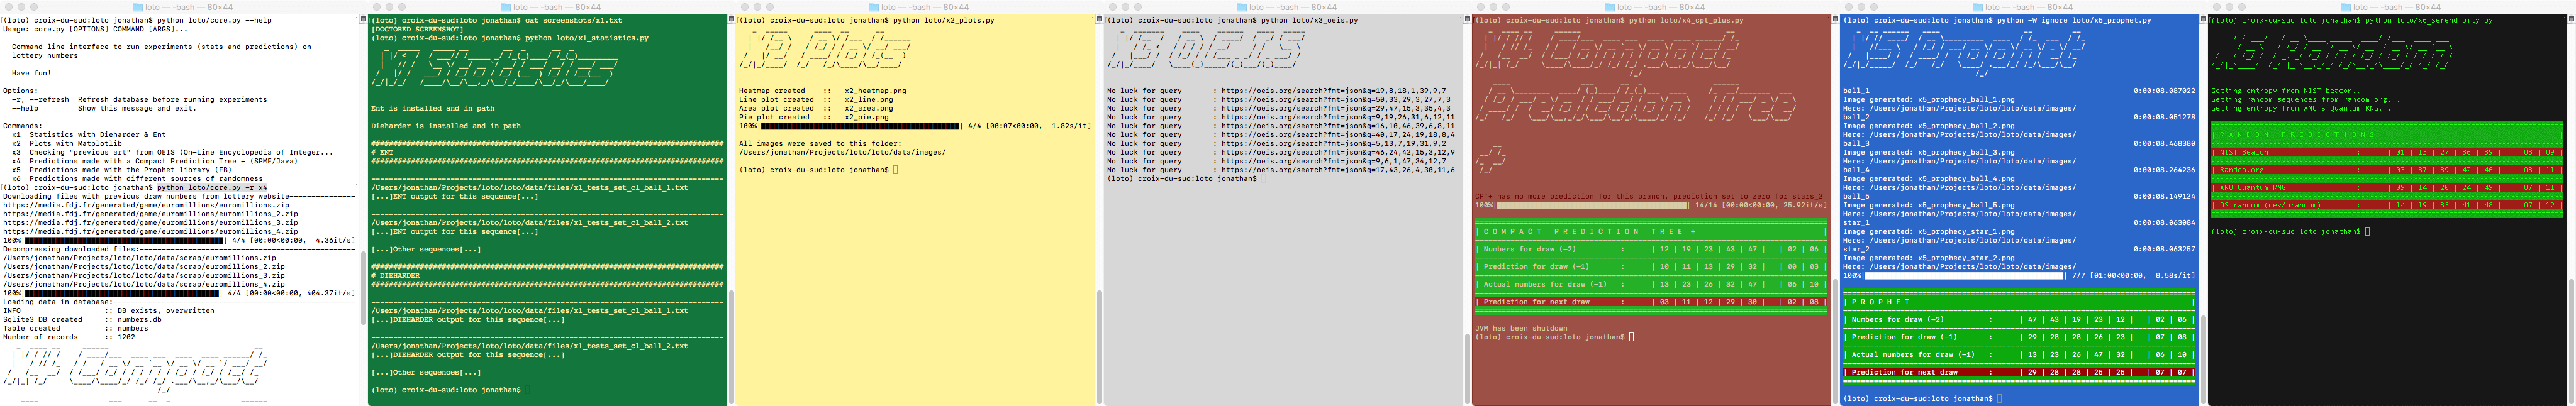 loto — -bash — 80×44
(loto) croix-du-sud:loto jonathan$ python loto/core.py --help
Usage: core.py [OPTIONS] COMMAND [ARGS]...
Command line interface to run experiments (stats and predictions) on
lottery numbers
Have fun!
Options:
-r, --refresh  Refresh database before running experiments
--help         Show this message and exit.
Commands:
x1  Statistics with Dieharder & Ent
x2  Plots with Matplotlib
x3  Checking "previous art" from OEIS (On-Line Encyclopedia of Integer...
x4  Predictions made with a Compact Prediction Tree + (SPMF/Java)
x5  Predictions made with the Prophet library (FB)
x6  Predictions made with different sources of randomness
(loto) croix-du-sud:loto jonathan$ python loto/core.py -r x4
Downloading files with previous draw numbers from lottery website---------------
https://media.fdj.fr/generated/game/euromillions/euromillions.zip
https://media.fdj.fr/generated/game/euromillions/euromillions_2.zip
https://media.fdj.fr/generated/game/euromillions/euromillions_3.zip
https://media.fdj.fr/generated/game/euromillions/euromillions_4.zip
100%| 4/4 [00:00<00:00,  4.36it/s]
Decompressing downloaded files:-------------------------------------------------
/Users/jonathan/Projects/loto/loto/data/scrap/euromillions.zip
/Users/jonathan/Projects/loto/loto/data/scrap/euromillions_2.zip
/Users/jonathan/Projects/loto/loto/data/scrap/euromillions_3.zip
/Users/jonathan/Projects/loto/loto/data/scrap/euromillions_4.zip
100%| 4/4 [00:00<00:00, 404.37it/s]
Loading data in database:-------------------------------------------------------
INFO                   :: DB exists, overwritten
Sqlite3 DB created     :: numbers.db
Table created          :: numbers
Number of records      :: 1202
loto — -bash — 80×44
(loto) croix-du-sud:loto jonathan$ cat screenshots/x1.txt
[DOCTORED SCREENSHOT]
(loto) croix-du-sud:loto jonathan$ python loto/x1_statistics.py
Ent is installed and in path
Dieharder is installed and in path
# ENT
/Users/jonathan/Projects/loto/loto/data/files/x1_tests_set_cl_ball_1.txt
[...]ENT output for this sequence[...]
/Users/jonathan/Projects/loto/loto/data/files/x1_tests_set_cl_ball_2.txt
[...]ENT output for this sequence[...]
[...]Other sequences[...]
# DIEHARDER
/Users/jonathan/Projects/loto/loto/data/files/x1_tests_set_cl_ball_1.txt
[...]DIEHARDER output for this sequence[...]
/Users/jonathan/Projects/loto/loto/data/files/x1_tests_set_cl_ball_2.txt
[...]DIEHARDER output for this sequence[...]
[...]Other sequences[...]
(loto) croix-du-sud:loto jonathan$
loto — -bash — 80×44
(loto) croix-du-sud:loto jonathan$ python loto/x2_plots.py
Heatmap created    ::   x2_heatmap.png
Line plot created  ::   x2_line.png
Area plot created  ::   x2_area.png
Pie plot created   ::   x2_pie.png
100%| 4/4 [00:07<00:00,  1.82s/it]
All images were saved to this folder:
/Users/jonathan/Projects/loto/loto/data/images/
(loto) croix-du-sud:loto jonathan$
loto — -bash — 80×44
(loto) croix-du-sud:loto jonathan$ python loto/x3_oeis.py
No luck for query       : https://oeis.org/search?fmt=json&q=19,8,18,1,39,9,7
No luck for query       : https://oeis.org/search?fmt=json&q=50,33,29,3,27,7,3
No luck for query       : https://oeis.org/search?fmt=json&q=29,47,15,3,35,4,3
No luck for query       : https://oeis.org/search?fmt=json&q=9,19,26,31,6,12,11
No luck for query       : https://oeis.org/search?fmt=json&q=16,10,46,39,6,8,11
No luck for query       : https://oeis.org/search?fmt=json&q=40,17,24,19,18,8,4
No luck for query       : https://oeis.org/search?fmt=json&q=5,13,7,19,31,9,2
No luck for query       : https://oeis.org/search?fmt=json&q=46,24,42,15,3,12,9
No luck for query       : https://oeis.org/search?fmt=json&q=9,6,1,47,34,12,7
No luck for query       : https://oeis.org/search?fmt=json&q=17,43,26,4,30,11,6
(loto) croix-du-sud:loto jonathan$
loto — -bash — 80×44
(loto) croix-du-sud:loto jonathan$ python loto/x4_cpt_plus.py
CPT+ has no more prediction for this branch, prediction set to zero for stars_2
100%| 14/14 [00:00<00:00, 25.92it/s]
| C O M P A C T   P R E D I C T I O N   T R E E  + |
| Numbers for draw (-2)          :     | 12 | 19 | 23 | 43 | 47 |   | 02 | 06 |
| Prediction for draw (-1)       :     | 10 | 11 | 13 | 29 | 32 |   | 00 | 03 |
| Actual numbers for draw (-1)   :     | 13 | 23 | 26 | 32 | 47 |   | 06 | 10 |
| Prediction for next draw       :     | 03 | 11 | 12 | 29 | 30 |   | 02 | 08 |
JVM has been shutdown
(loto) croix-du-sud:loto jonathan$
loto — -bash — 80×44
(loto) croix-du-sud:loto jonathan$ python -W ignore loto/x5_prophet.py
ball_1                                                            0:00:08.087022
Image generated: x5_prophecy_ball_1.png
Here: /Users/jonathan/Projects/loto/loto/data/images/
ball_2                                                            0:00:08.051278
Image generated: x5_prophecy_ball_2.png
Here: /Users/jonathan/Projects/loto/loto/data/images/
ball_3                                                            0:00:08.468380
Image generated: x5_prophecy_ball_3.png
Here: /Users/jonathan/Projects/loto/loto/data/images/
ball_4                                                            0:00:08.264236
Image generated: x5_prophecy_ball_4.png
Here: /Users/jonathan/Projects/loto/loto/data/images/
ball_5                                                            0:00:08.149124
Image generated: x5_prophecy_ball_5.png
Here: /Users/jonathan/Projects/loto/loto/data/images/
star_1                                                            0:00:08.063084
Image generated: x5_prophecy_star_1.png
Here: /Users/jonathan/Projects/loto/loto/data/images/
star_2                                                            0:00:08.063257
Image generated: x5_prophecy_star_2.png
Here: /Users/jonathan/Projects/loto/loto/data/images/
100%| 7/7 [01:00<00:00,  8.58s/it]
| P R O P H E T |
| Numbers for draw (-2)          :     | 47 | 43 | 19 | 23 | 12 |   | 02 | 06 |
| Prediction for draw (-1)       :     | 29 | 28 | 28 | 26 | 23 |   | 07 | 08 |
| Actual numbers for draw (-1)   :     | 13 | 23 | 26 | 47 | 32 |   | 06 | 10 |
| Prediction for next draw       :     | 29 | 28 | 28 | 25 | 25 |   | 07 | 07 |
(loto) croix-du-sud:loto jonathan$
loto — -bash — 80×44
(loto) croix-du-sud:loto jonathan$ python loto/x6_serendipity.py
Getting entropy from NIST beacon...
Getting random sequences from random.org...
Getting entropy from ANU's Quantum RNG...
| R A N D O M   P R E D I C T I O N S |
| NIST Beacon                    :     | 01 | 13 | 27 | 36 | 39 |   | 08 | 09 |
| Random.org                     :     | 03 | 37 | 39 | 42 | 46 |   | 08 | 11 |
| ANU Quantum RNG                :     | 09 | 14 | 20 | 24 | 49 |   | 07 | 11 |
| OS random (dev/urandom)        :     | 14 | 19 | 35 | 41 | 48 |   | 07 | 12 |
(loto) croix-du-sud:loto jonathan$